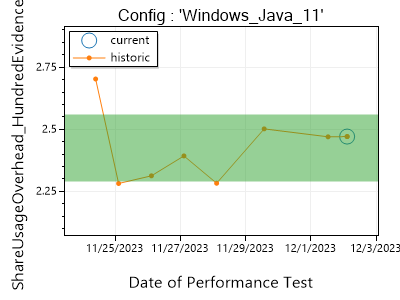 Config : 'Windows_Java_11'
current
historic
ShareUsageOverhead_HundredEvidence
2.75
2.5
2.25
11/25/2023
11/27/2023
11/29/2023
12/1/2023
12/3/2023
Date of Performance Test